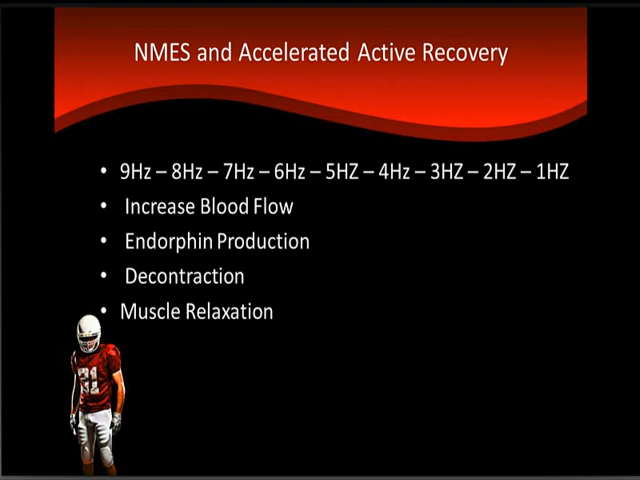 NMES and Accelerated Active Recovery
• 9Hz – 8Hz – 7Hz – 6Hz – 5HZ – 4Hz – 3HZ – 2HZ – 1HZ
• Increase Blood Flow
• Endorphin Production
• Decontraction
• Muscle Relaxation
21